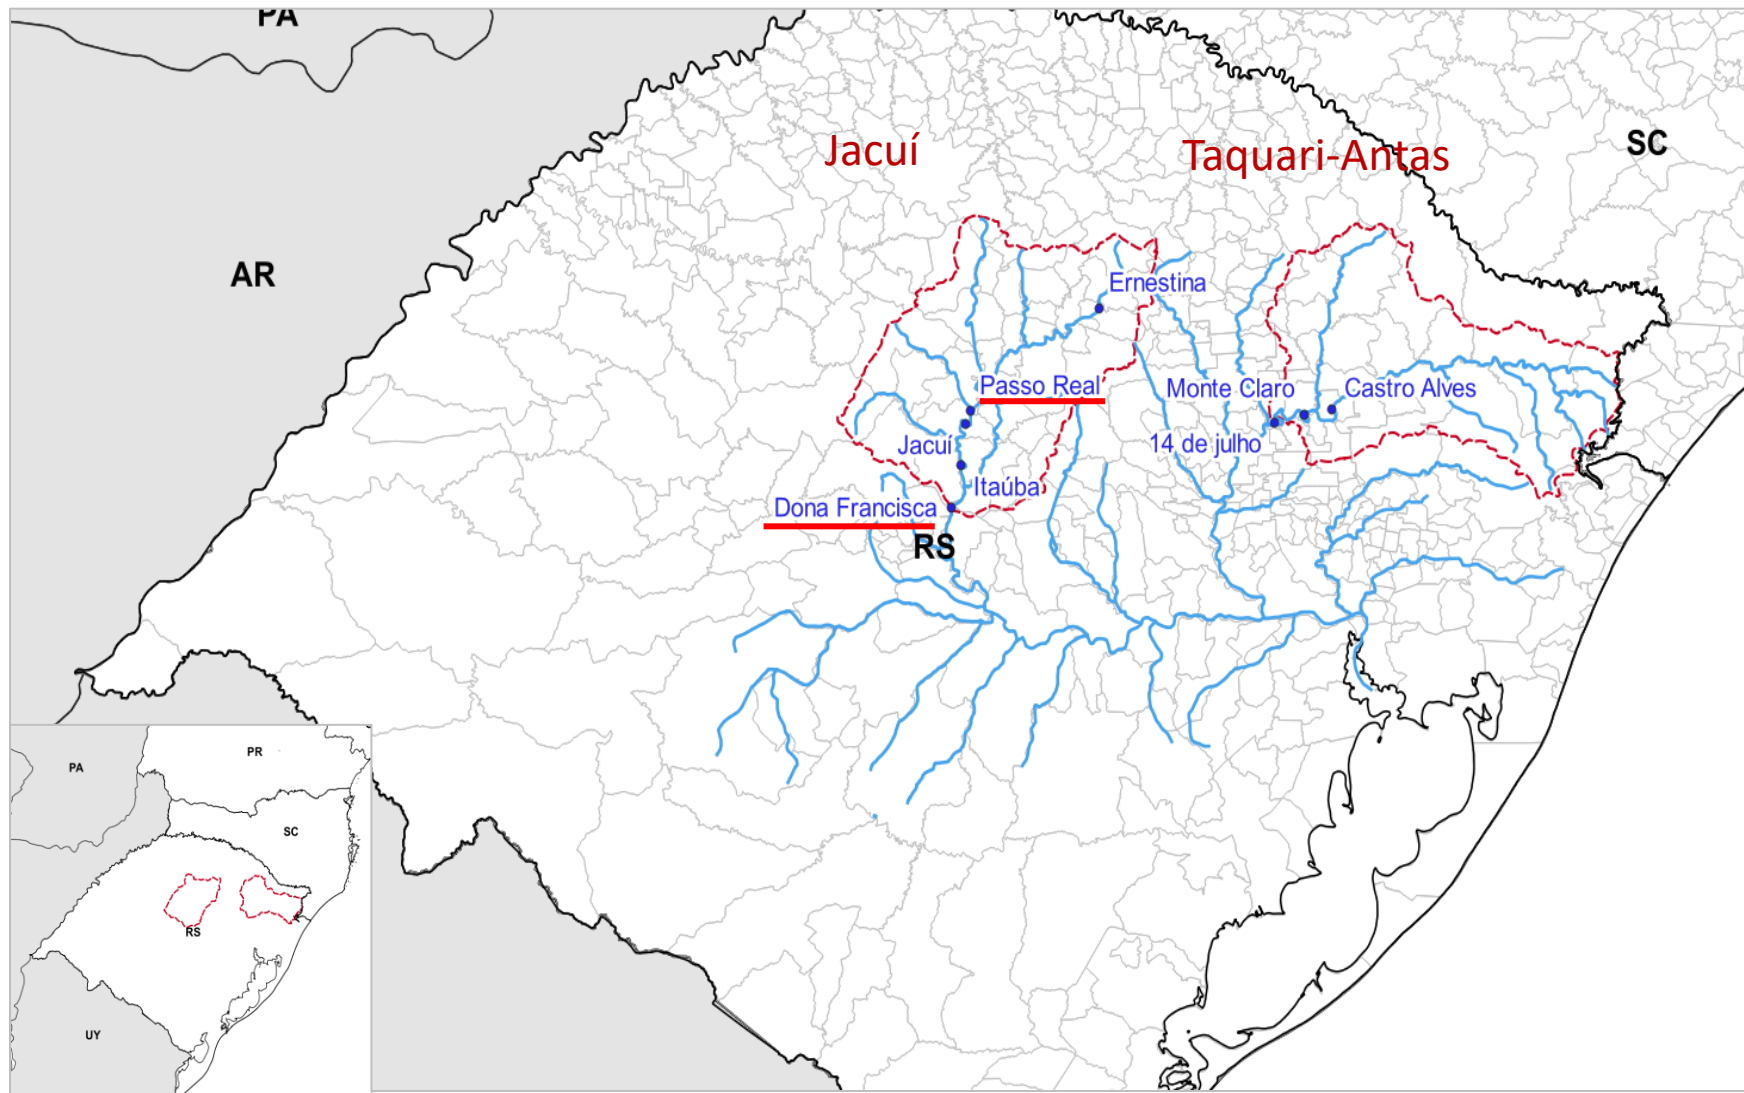 PA
Jacuí
Taquari-Antas
SC
AR
Ernestina
Passo Real
Monte Claro
Castro Alves
Jacuí
14 de julho
Itaúba
Dona Francisca
RS
PR
PA
SC
RS
UY